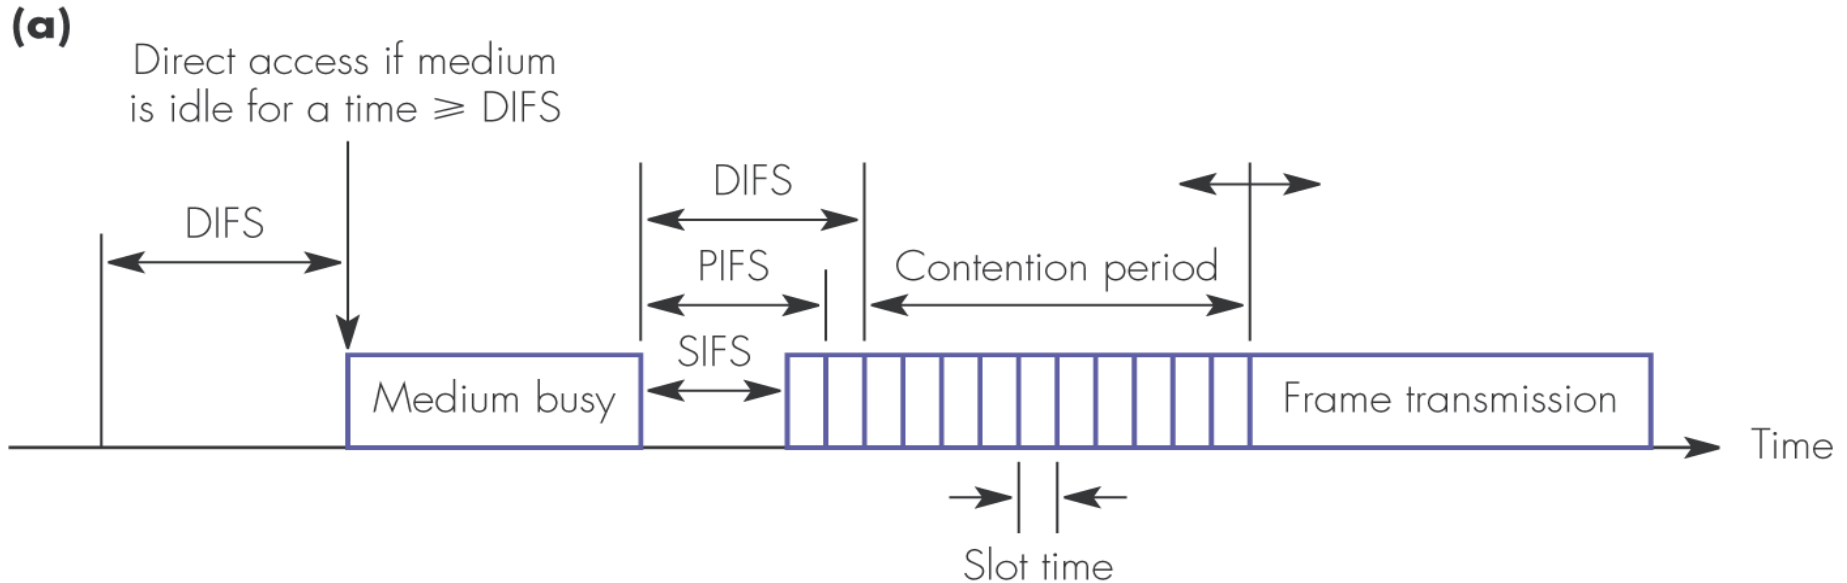 (a)
Direct access if medium
is idle for a time ⩾ DIFS
DIFS
DIFS
PIFS
Contention period
SIFS
Medium busy
Frame transmission
Time
Slot time